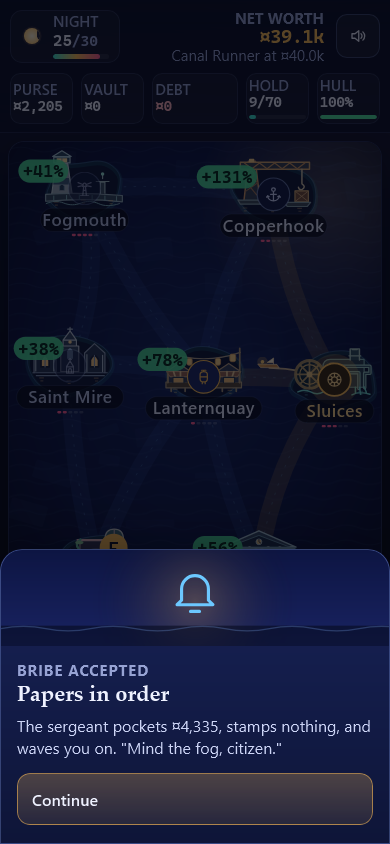 NIGHT
25/30
NET WORTH
¤39.1k
Canal Runner at ¤40.0k
PURSE
¤2,205
VAULT
¤0
DEBT
¤0
HOLD
9/70
HULL
100%
+41%
Fogmouth
+131%
Copperhook
+38%
Saint Mire
+78%
Lanternquay
Sluices
+56%
BRIBE ACCEPTED
Papers in order
The sergeant pockets ¤4,335, stamps nothing, and
waves you on. "Mind the fog, citizen."
Continue